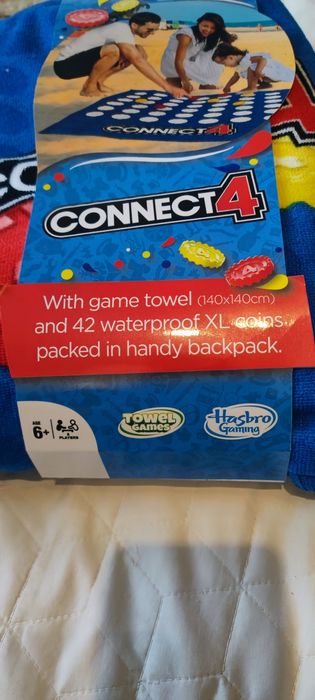 CONNECT4
CONNECT4
With game towel (140x140cm)
and 42 waterproof XL coins
packed in handy backpack.
AGE
6+
PLAYERS
TOWEL
GAMES
Hasbro
Gaming